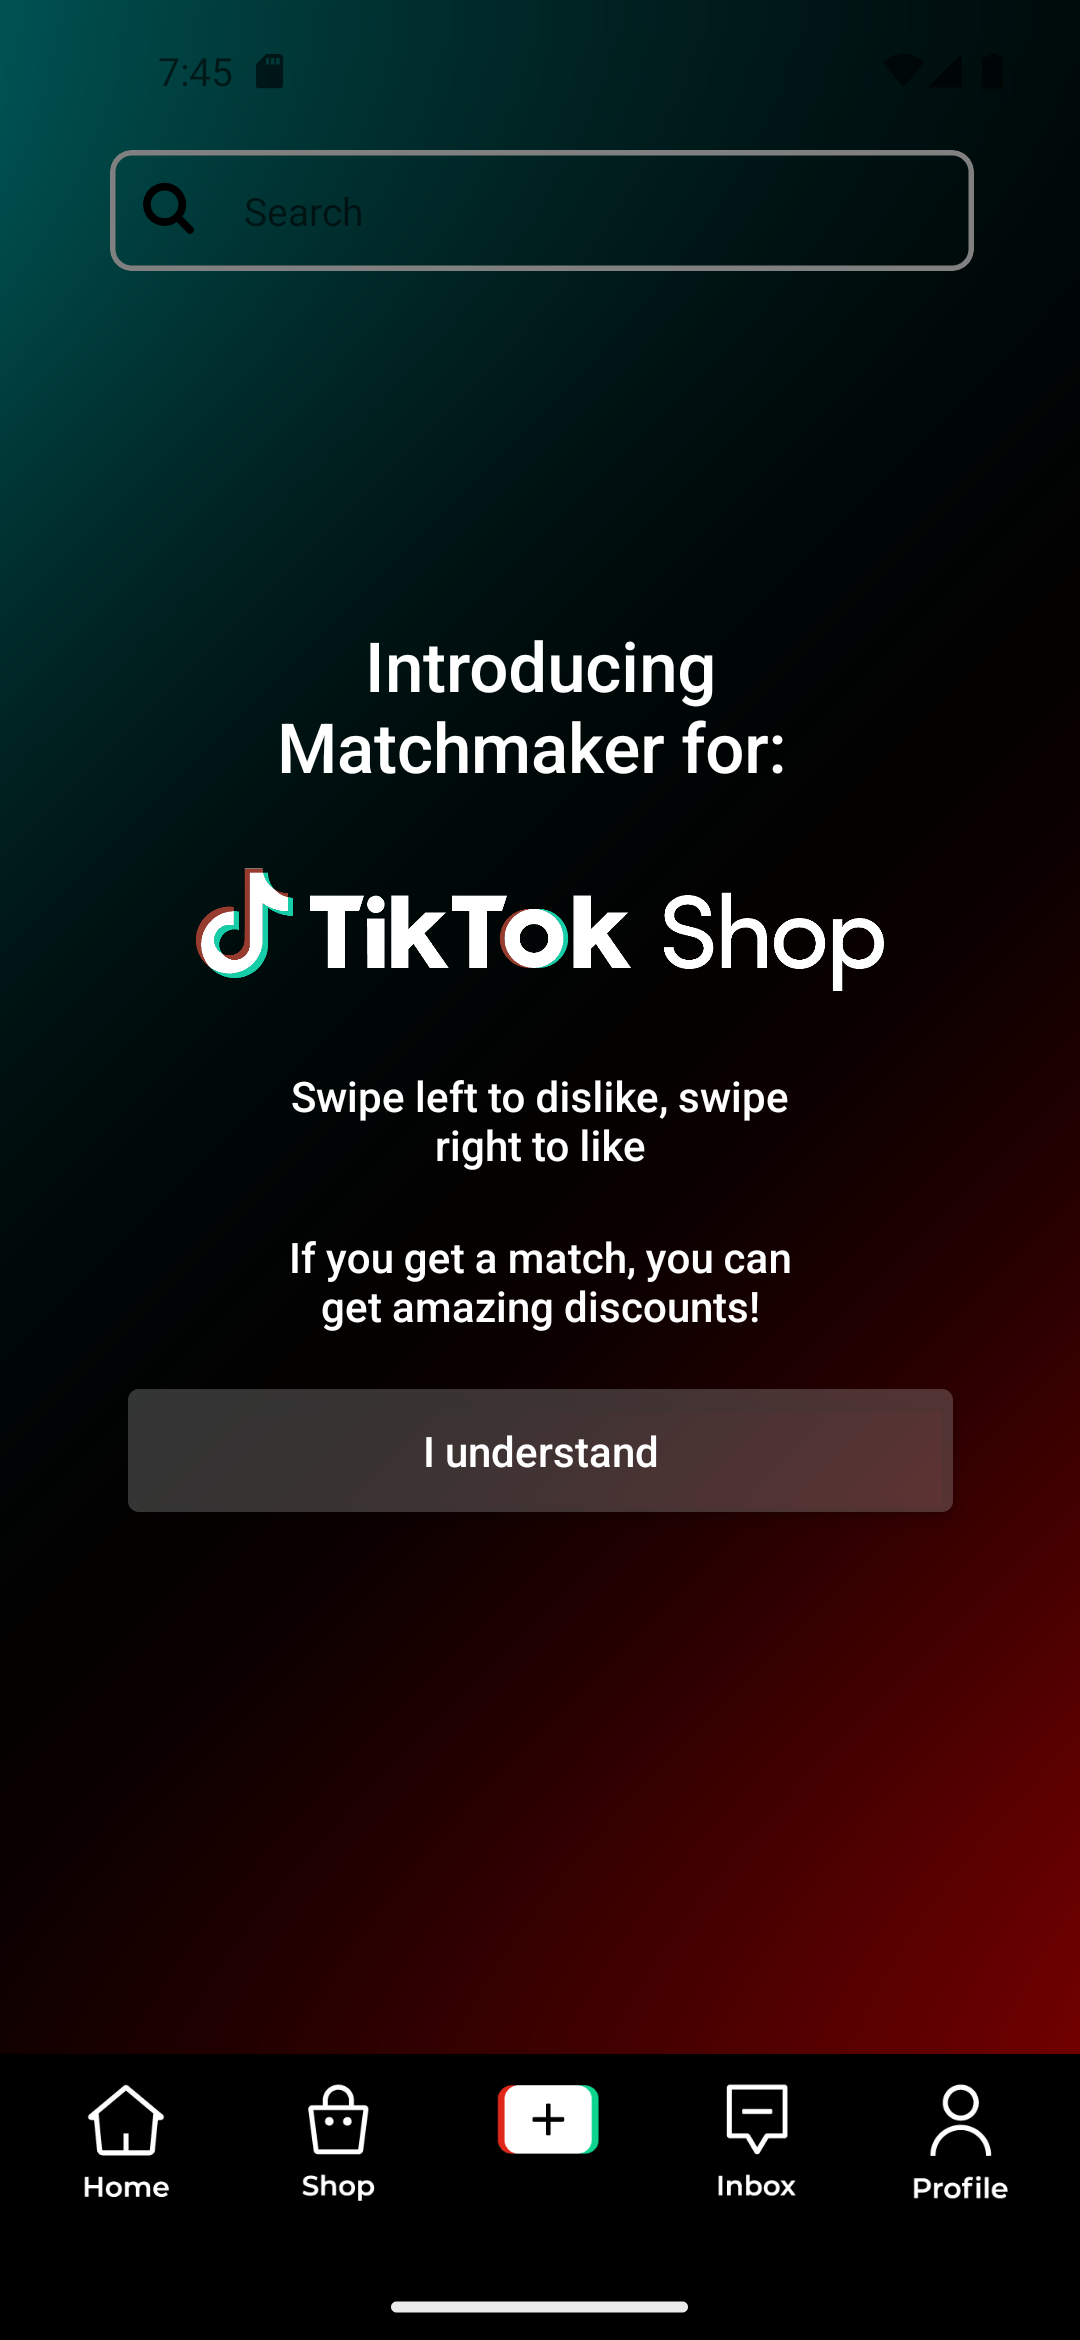 7:45
Search
Introducing
Matchmaker for:
TikTok Shop
Swipe left to dislike, swipe
right to like
If you get a match, you can
get amazing discounts!
I understand
Home
Shop
Inbox
Profile